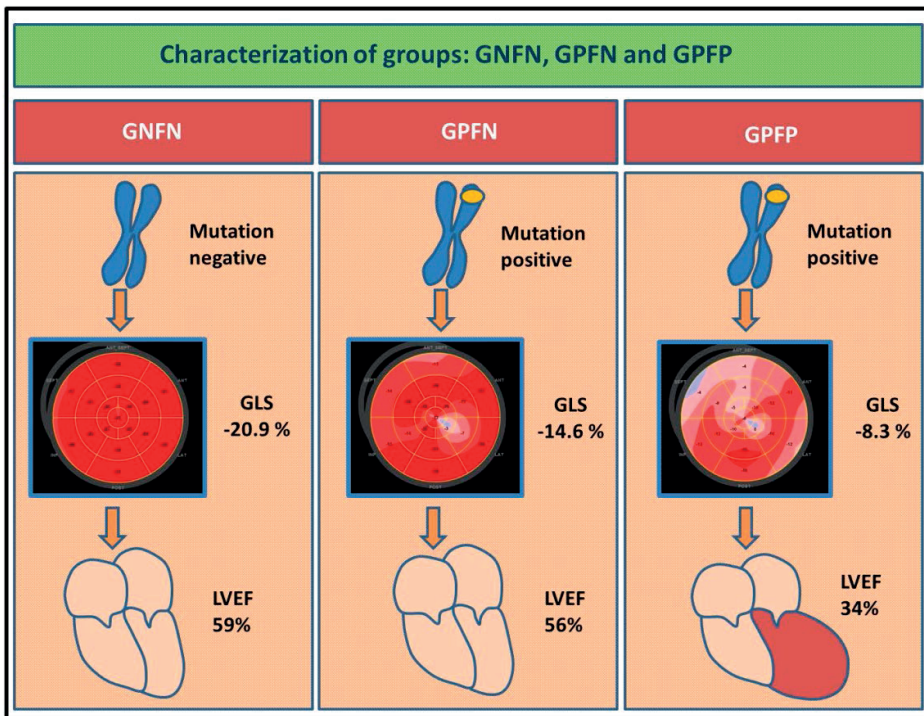 Characterization of groups: GNFN, GPFN and GPFP
GNFN
GPFN
GPFP
Mutation
negative
GLS
-20.9 %
LVEF
59%
Mutation
positive
GLS
-14.6 %
LVEF
56%
Mutation
positive
GLS
-8.3 %
LVEF
34%